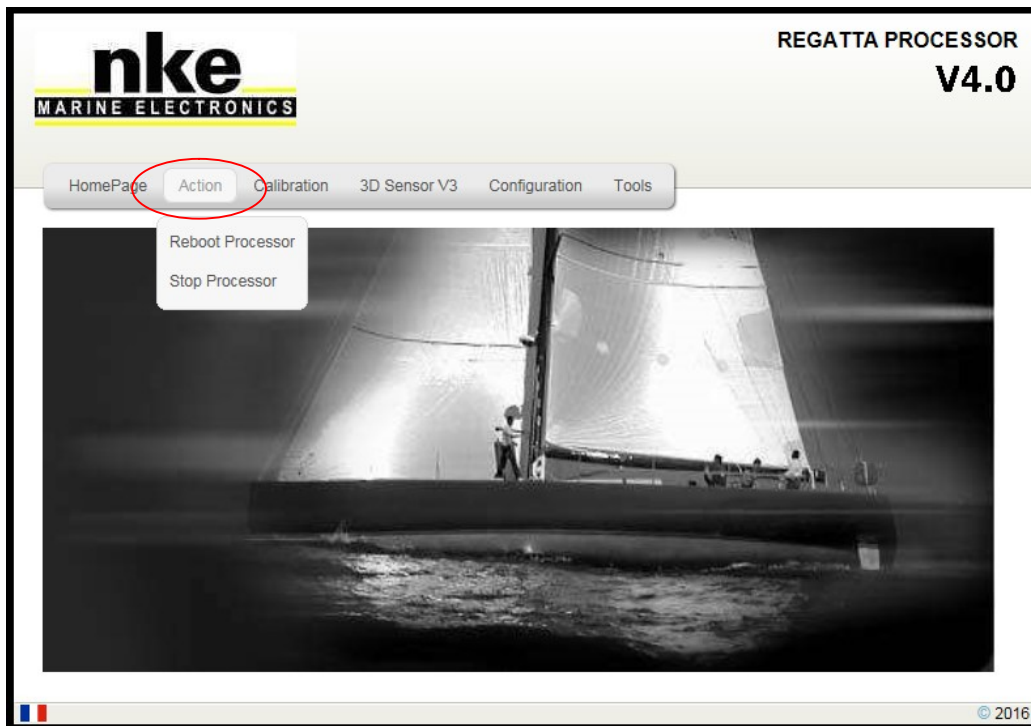 nke
MARINE ELECTRONICS
REGATTA PROCESSOR
V4.0
HomePage Action Calibration 3D Sensor V3 Configuration Tools
Reboot Processor
Stop Processor
© 2016